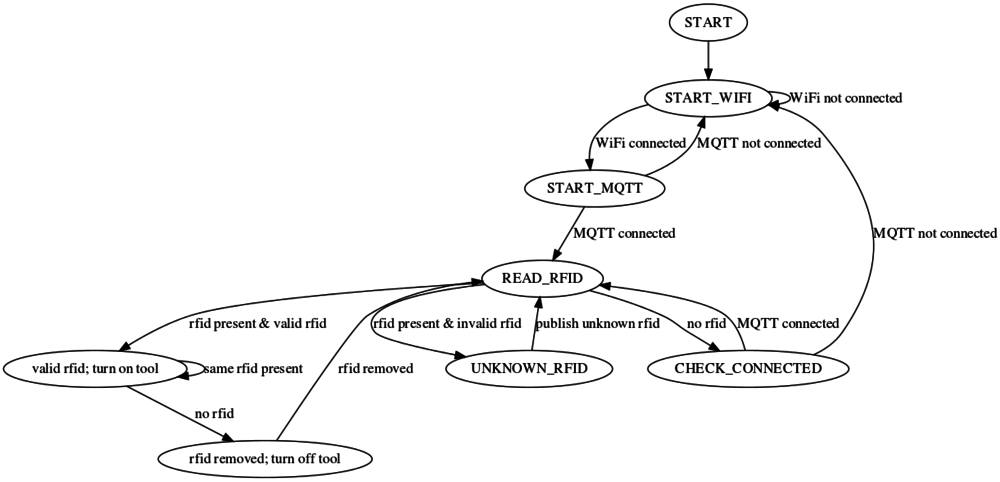 START
START_WIFI
WiFi not connected
WiFi connected
MQTT not connected
START_MQTT
MQTT connected
MQTT not connected
READ_RFID
rfid present & valid rfid
rfid present & invalid rfid
publish unknown rfid
no rfid
MQTT connected
valid rfid; turn on tool
same rfid present
rfid removed
UNKNOWN_RFID
CHECK_CONNECTED
no rfid
rfid removed; turn off tool